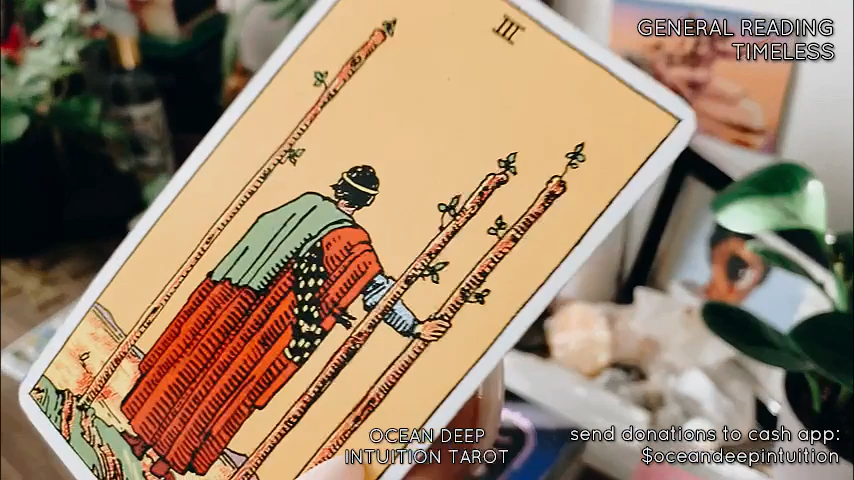 III
GENERAL READING
TIMELESS
OCEAN DEEP
INTUITION TAROT
send donations to cash app:
$oceandeepintuition